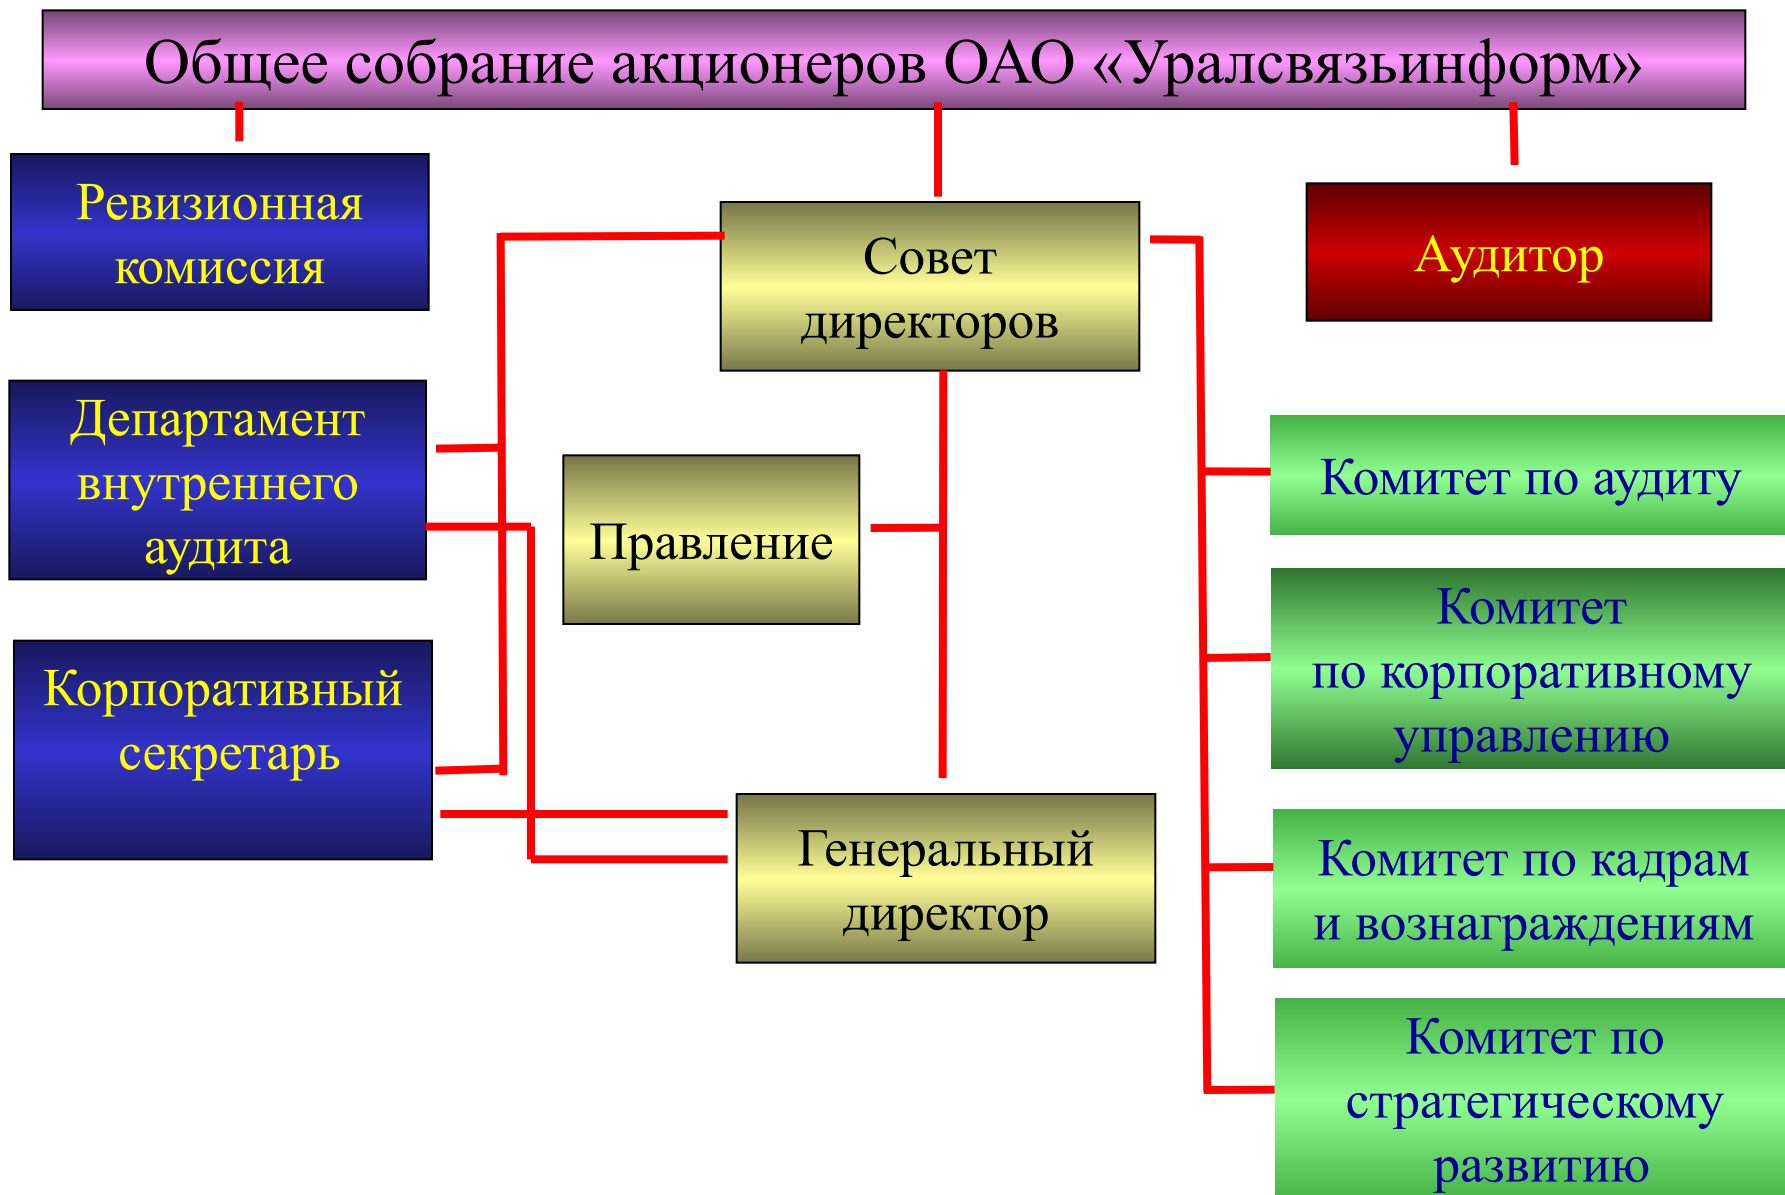 Общее собрание акционеров ОАО «Уралсвязьинформ»
Ревизионная
комиссия
Совет
директоров
Аудитор
Департамент
внутреннего
аудита
Правление
Комитет по аудиту
Комитет
по корпоративному
управлению
Корпоративный
секретарь
Генеральный
директор
Комитет по кадрам
и вознаграждениям
Комитет по
стратегическому
развитию